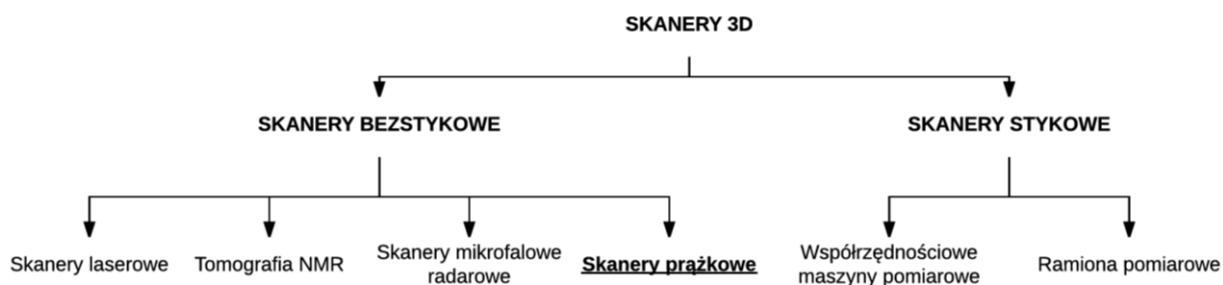 SKANERY 3D
SKANERY BEZSTYKOWE
SKANERY STYKOWE
Skanery laserowe
Tomografia NMR
Skanery mikrofalowe
radarowe
Skanery prążkowe
Współrzędnościowe
maszyny pomiarowe
Ramiona pomiarowe